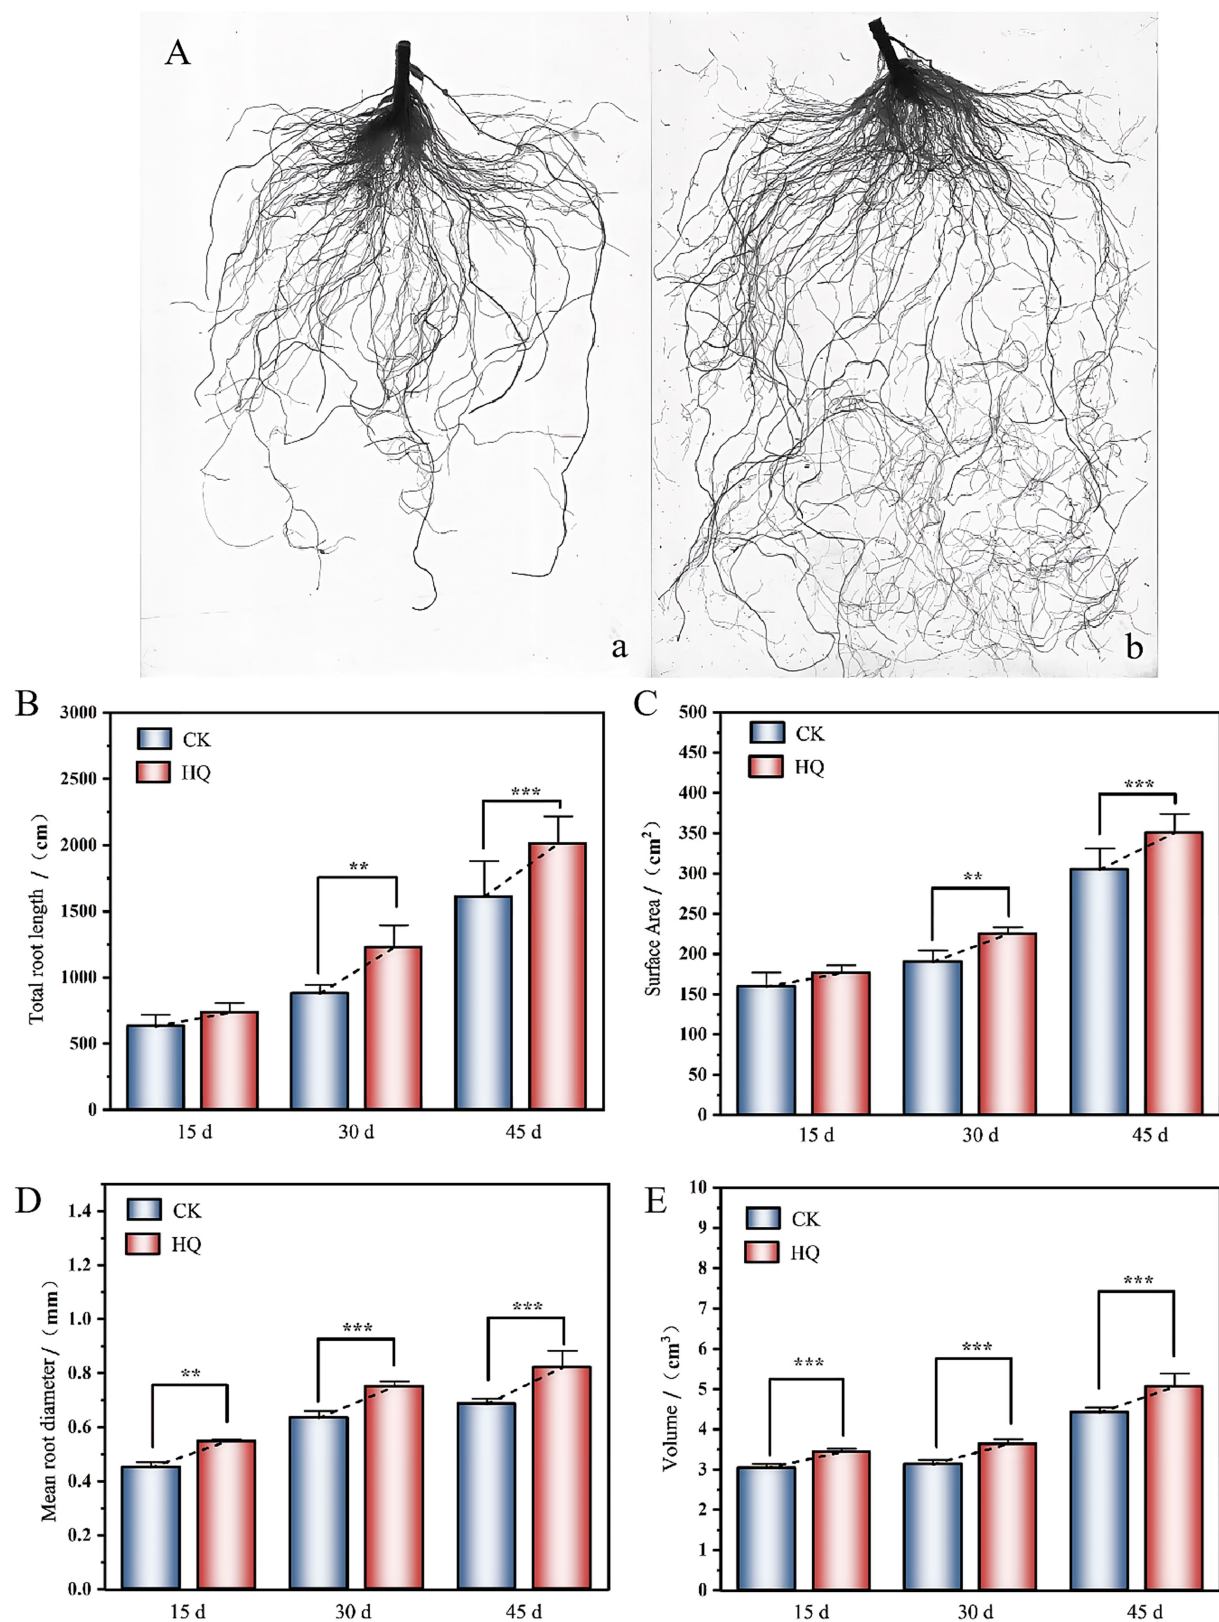 A
a
b
B
3000
2500
2000
1500
1000
500
0
Total root length /（cm）
CK
HQ
**
***
15 d
30 d
45 d
C
500
450
400
350
300
250
200
150
100
50
0
Surface Area /（cm²）
CK
HQ
**
***
15 d
30 d
45 d
D
1.4
1.2
1.0
0.8
0.6
0.4
0.2
0.0
Mean root diameter /（mm）
CK
HQ
**
***
***
15 d
30 d
45 d
E
10
9
8
7
6
5
4
3
2
1
0
Volume /（cm³）
CK
HQ
***
***
***
15 d
30 d
45 d